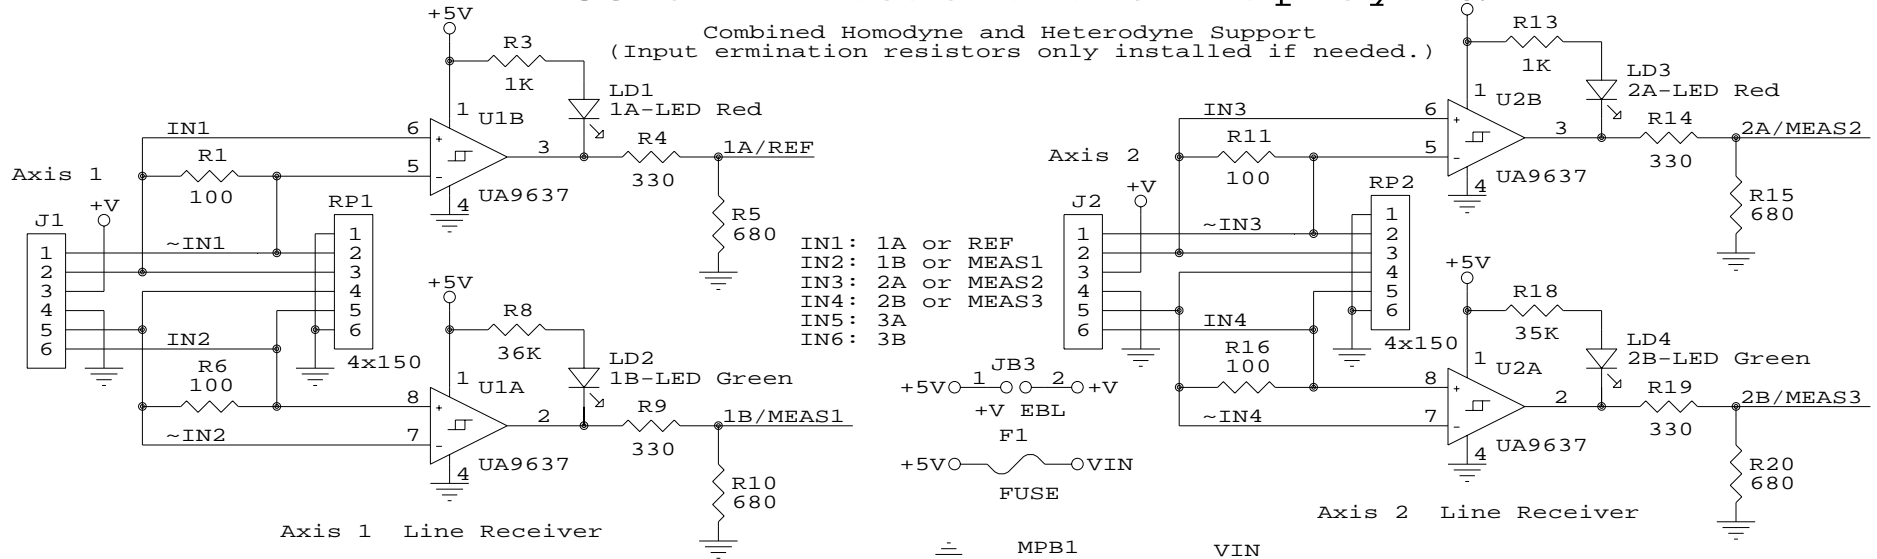 Combined Homodyne and Heterodyne Support
(Input ermination resistors only installed if needed.)
+5V
R3
1K
LD1
1A-LED Red
1
U1B
IN1
6
+
R1
100
5
-
3
R4
330
1A/REF
UA9637
4
Axis 1
+V
J1
1
2
3
4
5
6
~IN1
RP1
1
2
3
4
5
6
4x150
R5
680
IN2
R6
100
~IN2
+5V
R8
36K
LD2
1B-LED Green
1
U1A
8
+
7
-
2
R9
330
1B/MEAS1
UA9637
4
R10
680
Axis 1 Line Receiver
IN1: 1A or REF
IN2: 1B or MEAS1
IN3: 2A or MEAS2
IN4: 2B or MEAS3
IN5: 3A
IN6: 3B
JB3
+5V 1 2 +V
+V EBL
F1
+5V VIN
FUSE
MPB1
VIN
R13
1K
LD3
2A-LED Red
1
U2B
IN3
6
+
R11
100
5
-
3
R14
330
2A/MEAS2
UA9637
4
Axis 2
+V
J2
1
2
3
4
5
6
~IN3
RP2
1
2
3
4
5
6
4x150
R15
680
IN4
R16
100
~IN4
+5V
R18
35K
LD4
2B-LED Green
1
U2A
8
+
7
-
2
R19
330
2B/MEAS3
UA9637
4
R20
680
Axis 2 Line Receiver